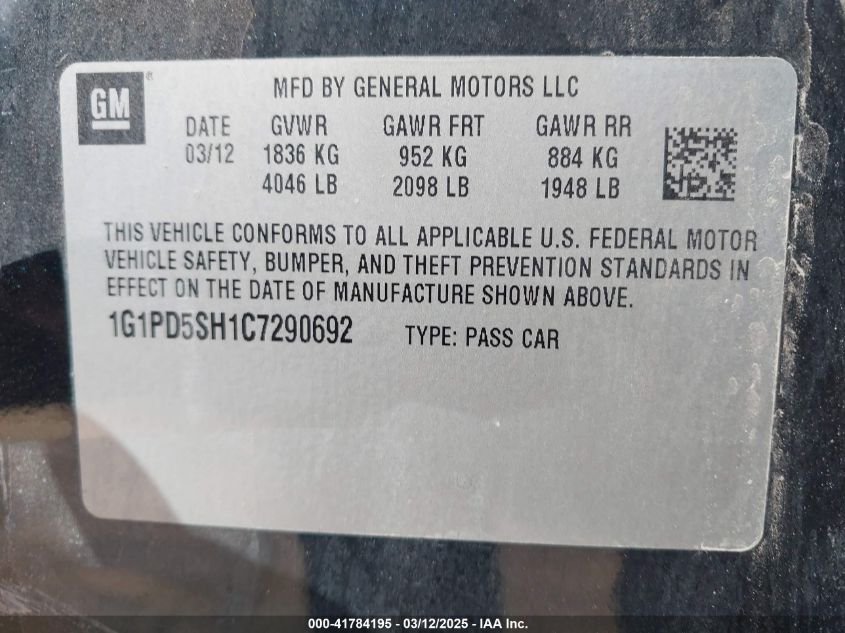 GM ®
MFD BY GENERAL MOTORS LLC
DATE GVWR GAWR FRT GAWR RR
03/12 1836 KG 952 KG 884 KG
4046 LB 2098 LB 1948 LB
THIS VEHICLE CONFORMS TO ALL APPLICABLE U.S. FEDERAL MOTOR
VEHICLE SAFETY, BUMPER, AND THEFT PREVENTION STANDARDS IN
EFFECT ON THE DATE OF MANUFACTURE SHOWN ABOVE.
1G1PD5SH1C7290692 TYPE: PASS CAR
000-41784195 - 03/12/2025 - IAA Inc.